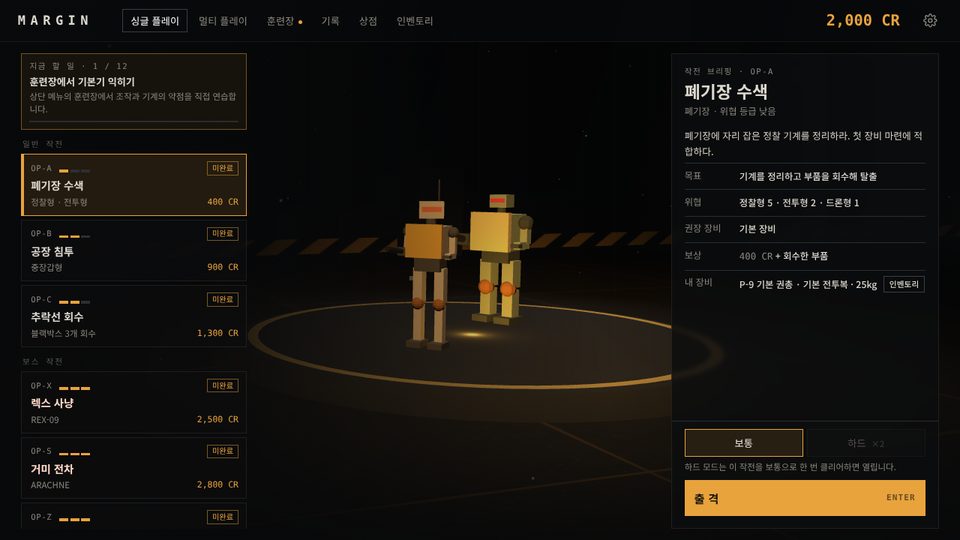 MARGIN
싱글 플레이
멀티 플레이
훈련장
기록
상점
인벤토리
2,000 CR
지금 할 일 · 1 / 12
훈련장에서 기본기 익히기
상단 메뉴의 훈련장에서 조작과 기계의 약점을 직접 연습합
니다.
일반 작전
OP-A
미완료
폐기장 수색
정찰형 · 전투형
400 CR
OP-B
미완료
공장 침투
중장갑형
900 CR
OP-C
미완료
추락선 회수
블랙박스 3개 회수
1,300 CR
보스 작전
OP-X
미완료
렉스 사냥
REX-09
2,500 CR
OP-S
미완료
거미 전차
ARACHNE
2,800 CR
OP-Z
미완료
작전 브리핑 · OP-A
폐기장 수색
폐기장 · 위협 등급 낮음
폐기장에 자리 잡은 정찰 기계를 정리하라. 첫 장비 마련에 적
합하다.
목표 기계를 정리하고 부품을 회수해 탈출
위협 정찰형 5 · 전투형 2 · 드론형 1
권장 장비 기본 장비
보상 400 CR + 회수한 부품
내 장비 P-9 기본 권총 · 기본 전투복 · 25kg 인벤토리
보통
하드 ×2
하드 모드는 이 작전을 보통으로 한 번 클리어하면 열립니다.
출격 ENTER